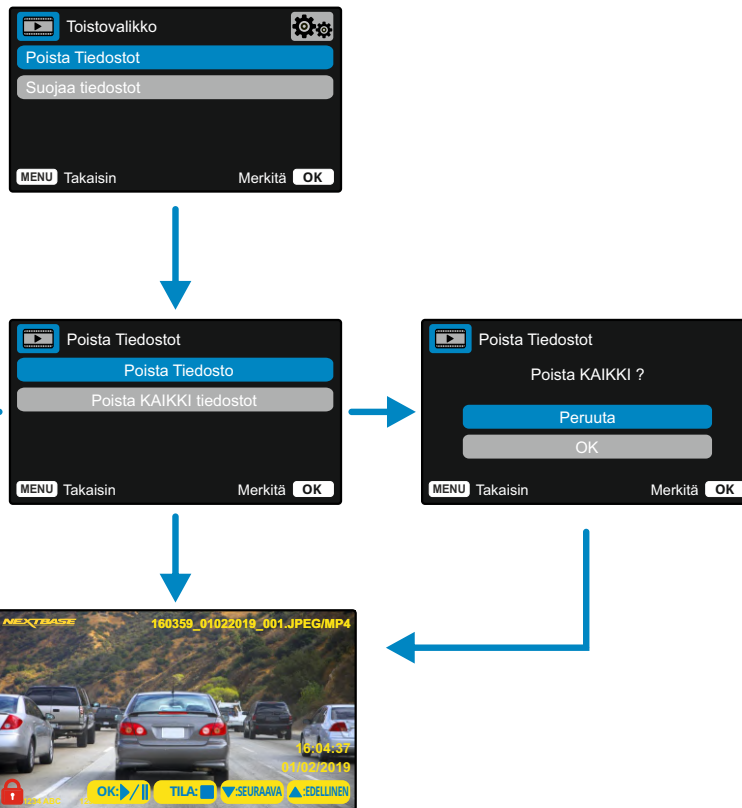 Toistovalikko
Poista Tiedostot
Suojaa tiedostot
MENU Takaisin Merkitä OK
Poista Tiedostot
Poista Tiedosto
Poista KAIKKI tiedostot
MENU Takaisin Merkitä OK
Poista Tiedostot
Poista KAIKKI ?
Peruuta
OK
MENU Takaisin Merkitä OK
NEXTBASE 160359_01022019_001.JPEG/MP4
16:04:37
01/02/2019
OK: TILA: :SEURAAVA :EDELLINEN